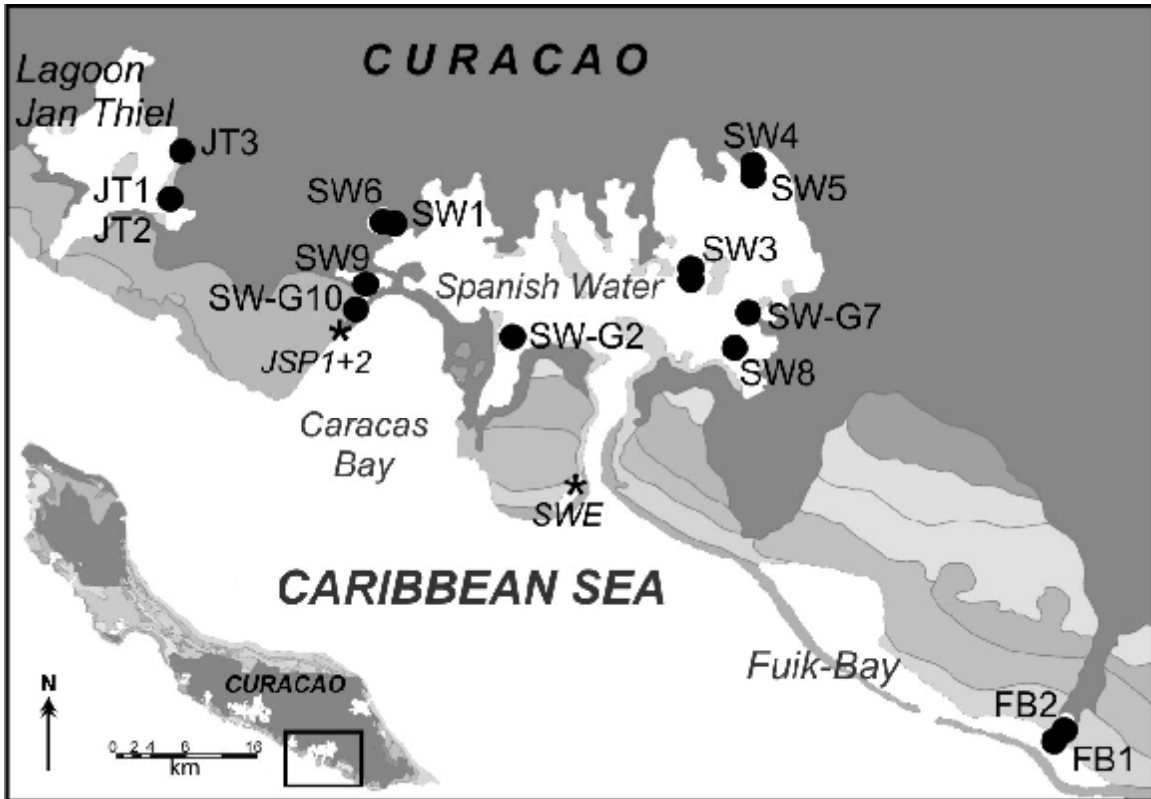 CURACAO
Lagoon
Jan Thiel
JT3
JT1
JT2
SW4
SW5
SW6
SW1
SW3
SW9
Spanish Water
SW-G10
SW-G7
SW-G2
JSP1+2
*
SW8
Caracas
Bay
*
SWE
CARIBBEAN SEA
Fuik-Bay
CURACAO
N
FB2
FB1
0 2 4 6 16
km